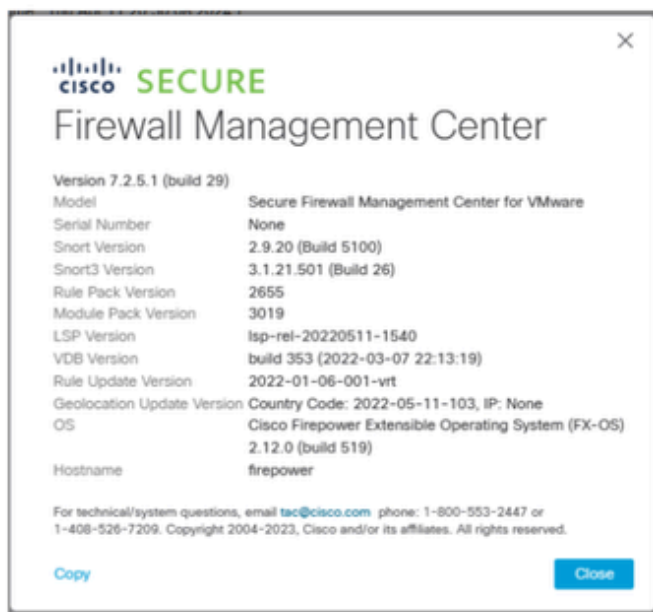 CISCO SECURE
Firewall Management Center
Version 7.2.5.1 (build 29)
Model Secure Firewall Management Center for VMware
Serial Number None
Snort Version 2.9.20 (Build 5100)
Snort3 Version 3.1.21.501 (Build 26)
Rule Pack Version 2655
Module Pack Version 3019
LSP Version lsp-rel-20220511-1540
VDB Version build 353 (2022-03-07 22:13:19)
Rule Update Version 2022-01-06-001-vrt
Geolocation Update Version Country Code: 2022-05-11-103, IP: None
OS Cisco Firepower Extensible Operating System (FX-OS)
2.12.0 (build 519)
Hostname firepower
For technical/system questions, email tac@cisco.com phone: 1-800-553-2447 or
1-408-526-7209. Copyright 2004-2023, Cisco and/or its affiliates. All rights reserved.
Copy Close